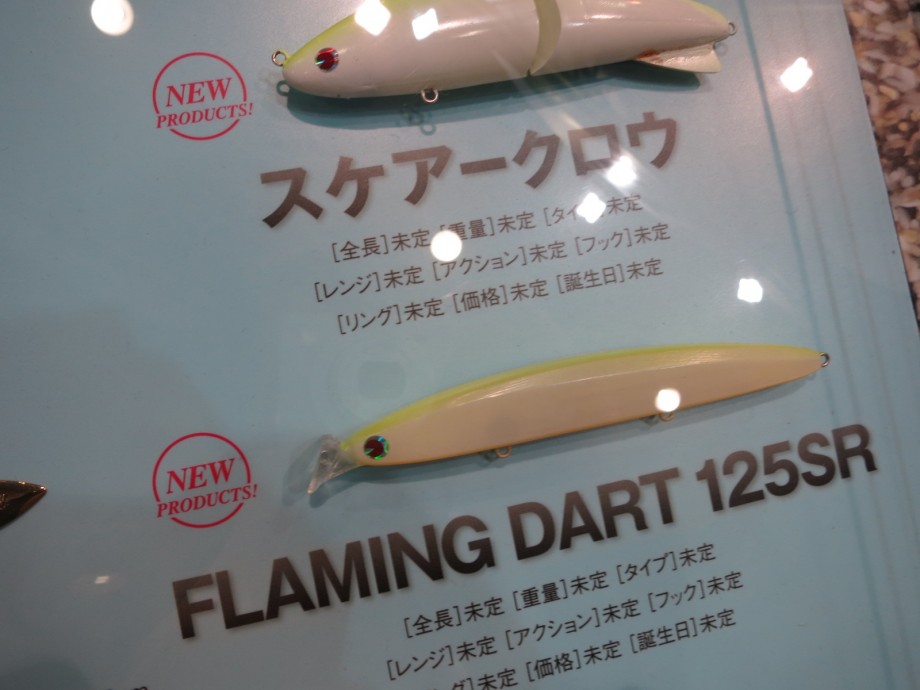 NEW
PRODUCTS!
スケアークロウ
[全長]未定 [重量]未定 [タイプ]未定
[レンジ]未定 [アクション]未定 [フック]未定
[リング]未定 [価格]未定 [誕生日]未定
NEW
PRODUCTS!
FLAMING DART 125SR
[全長]未定 [重量]未定 [タイプ]未定
[レンジ]未定 [アクション]未定 [フック]未定
グ]未定 [価格]未定 [誕生日]未定